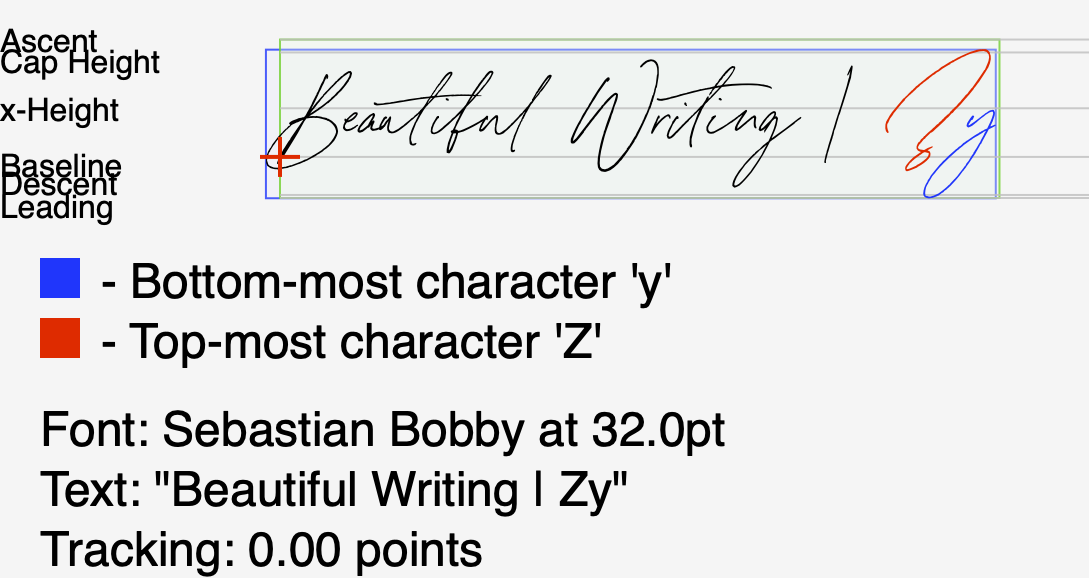 Ascent
Cap Height
x-Height
Baseline
Descent
Leading
Beautiful Writing | Zy
- Bottom-most character 'y'
- Top-most character 'Z'
Font: Sebastian Bobby at 32.0pt
Text: "Beautiful Writing | Zy"
Tracking: 0.00 points